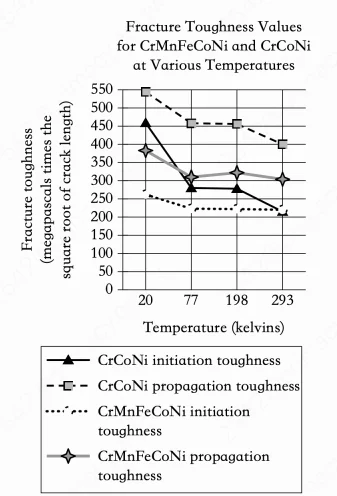 Fracture Toughness Values
for CrMnFeCoNi and CrCoNi
at Various Temperatures
Fracture toughness
(megapascals times the
square root of crack length)
550
500
450
400
350
300
250
200
150
100
50
0
20 77 198 293
Temperature (kelvins)
CrCoNi initiation toughness
CrCoNi propagation toughness
CrMnFeCoNi initiation
toughness
CrMnFeCoNi propagation
toughness